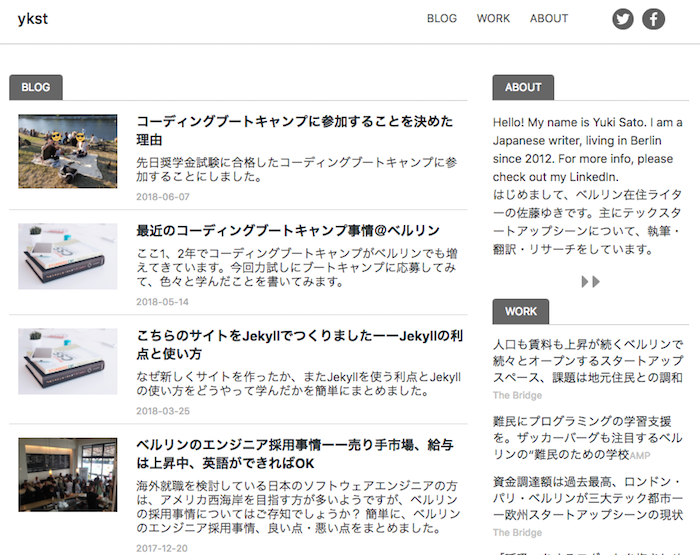 ykst
BLOG WORK ABOUT
BLOG
コーディングブートキャンプに参加することを決めた
理由
先日奨学金試験に合格したコーディングブートキャンプに参
加することにしました。
2018-06-07
最近のコーディングブートキャンプ事情@ベルリン
ここ1、2年でコーディングブートキャンプがベルリンでも増
えてきています。今回力試しにブートキャンプに応募してみ
て、色々と学んだことを書いてみます。
2018-05-14
こちらのサイトをJekyllでつくりましたーーJekyllの利
点と使い方
なぜ新しくサイトを作ったか、またJekyllを使う利点とJekyll
の使い方をどうやって学んだかを簡単にまとめました。
2018-03-25
ベルリンのエンジニア採用事情ーー売り手市場、給与
は上昇中、英語ができればOK
海外就職を検討している日本のソフトウェアエンジニアの方
は、アメリカ西海岸を目指す方が多いようですが、ベルリン
の採用事情についてはご存知でしょうか？ 簡単に、ベルリン
のエンジニア採用事情、良い点・悪い点をまとめました。
2017-12-20
ABOUT
Hello! My name is Yuki Sato. I am a
Japanese writer, living in Berlin
since 2012. For more info, please
check out my LinkedIn.
はじめまして、ベルリン在住ライタ
ーの佐藤ゆきです。主にテックスタ
ートアップシーンについて、執筆・
翻訳・リサーチをしています。
WORK
人口も賃料も上昇が続くベルリンで
続々とオープンするスタートアップ
スペース、課題は地元住民との調和
The Bridge
難民にプログラミングの学習支援
を。ザッカーバーグも注目するベル
リンの“難民のための学校AMP
資金調達額は過去最高、ロンドン・
パリ・ベルリンが三大テック都市ー
ー欧州スタートアップシーンの現状
The Bridge